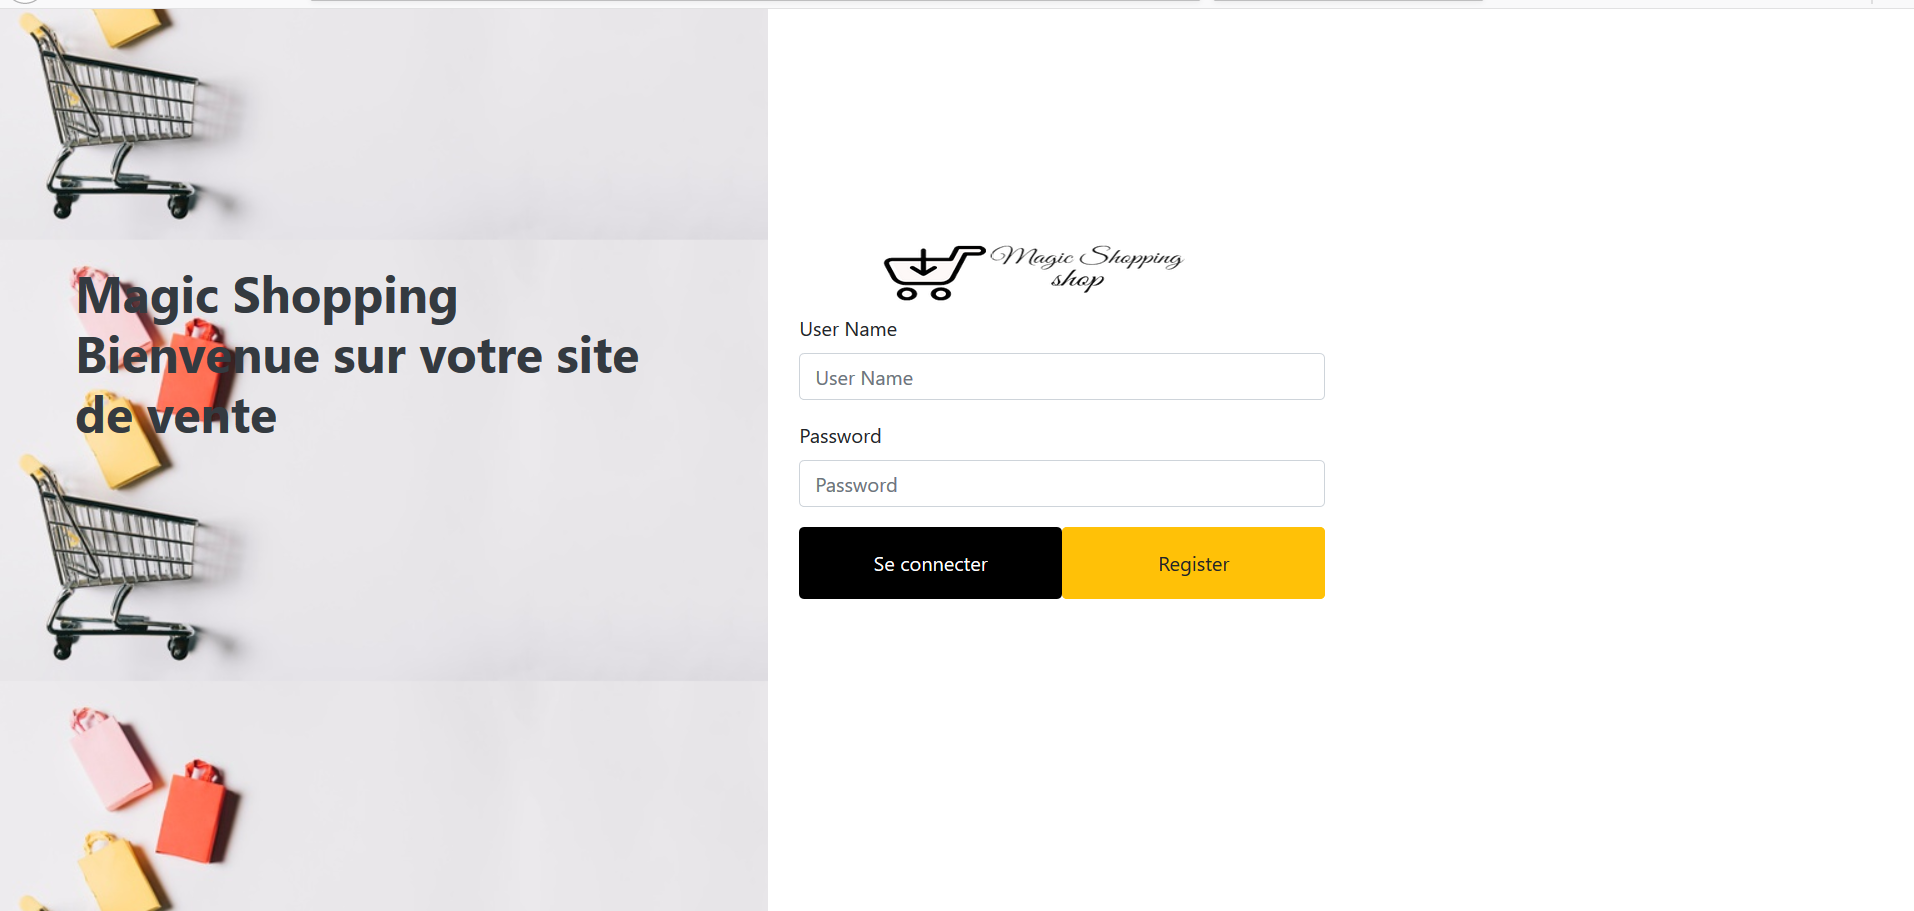 Magic Shopping
Bienvenue sur votre site
de vente
Magic Shopping
shop
User Name
User Name
Password
Password
Se connecter
Register